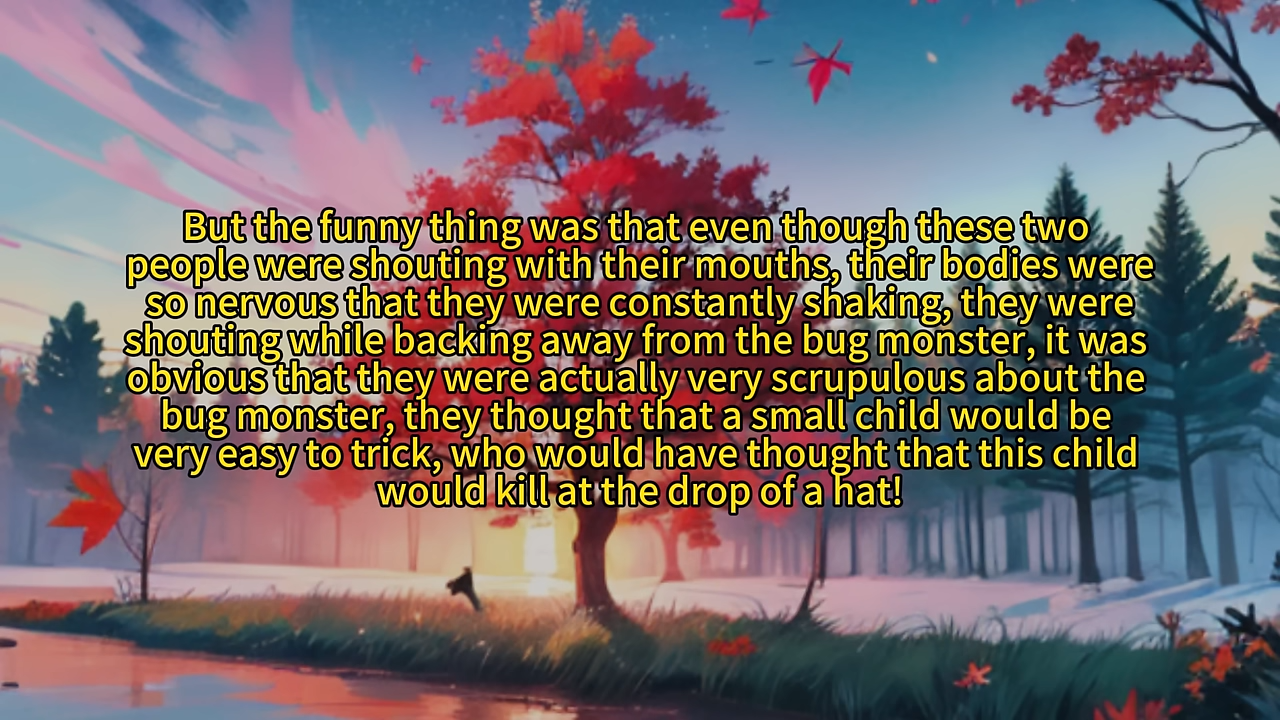 But the funny thing was that even though these two
people were shouting with their mouths, their bodies were
so nervous that they were constantly shaking, they were
shouting while backing away from the bug monster, it was
obvious that they were actually very scrupulous about the
bug monster, they thought that a small child would be
very easy to trick, who would have thought that this child
would kill at the drop of a hat!